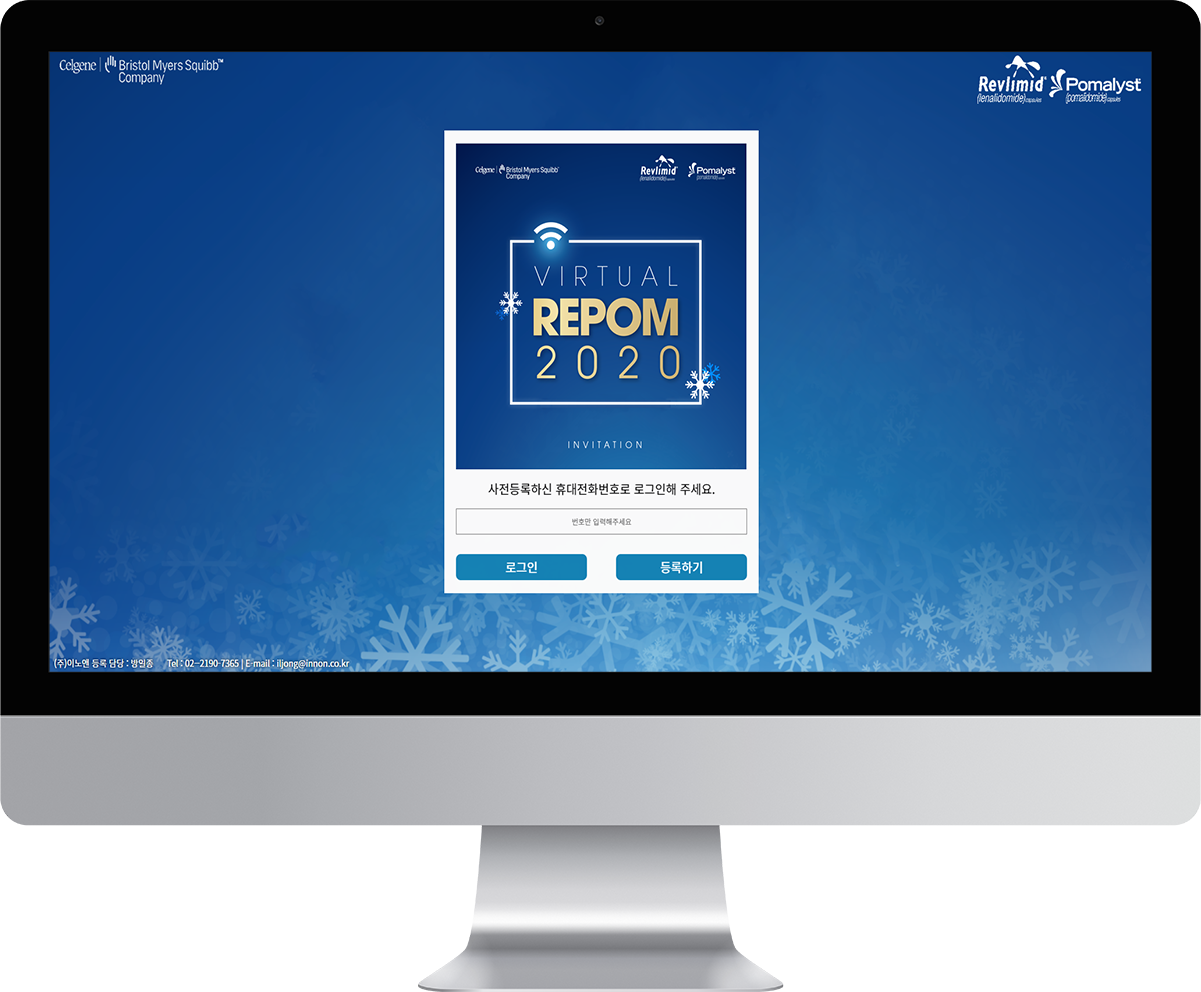 Celgene | Bristol Myers Squibb™
Company
Revlimid®
(lenalidomide)capsules
Pomalyst
(pomalidomide)capsules
Celgene | Bristol Myers Squibb™
Company
Revlimid®
(lenalidomide)
Pomalyst
(pomalidomide)
VIRTUAL
REPOM
2020
INVITATION
사전등록하신 휴대전화번호로 로그인해 주세요.
번호만 입력해주세요
로그인
등록하기
(주)이노엔 등록 담당 : 방일종 Tel : 02-2190-7365 | E-mail : iljong@innon.co.kr